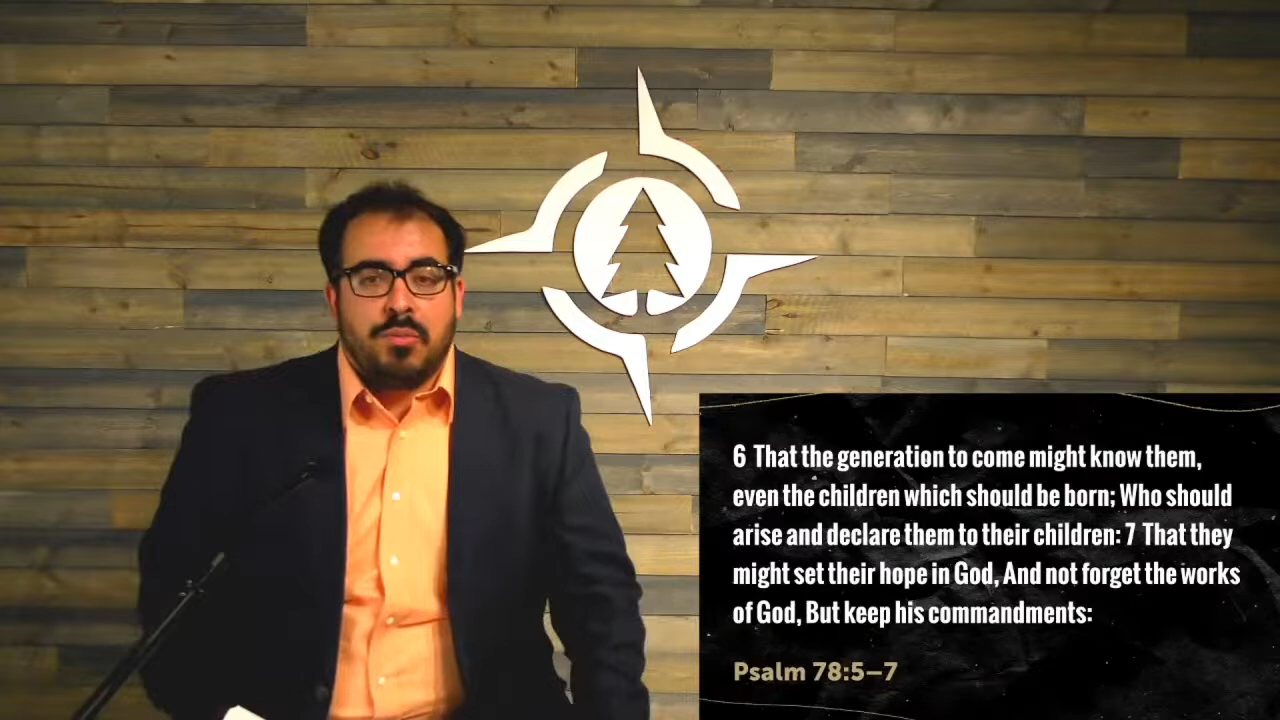 6 That the generation to come might know them,
even the children which should be born; Who should
arise and declare them to their children: 7 That they
might set their hope in God, And not forget the works
of God, But keep his commandments:
Psalm 78:5–7